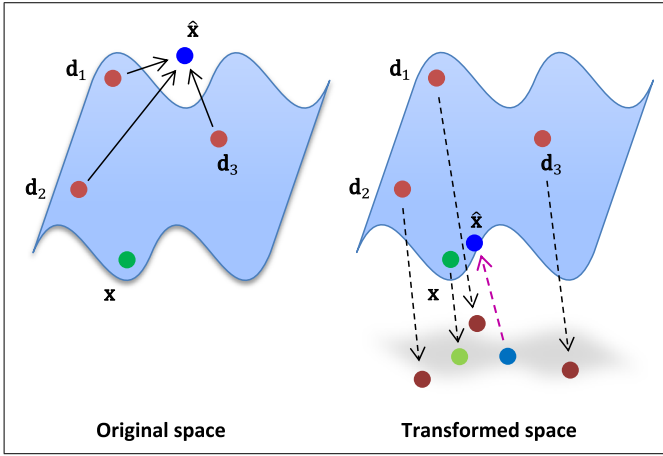 x̂
d₁
d₂
d₃
x
Original space
d₁
d₂
d₃
x̂
x
Transformed space